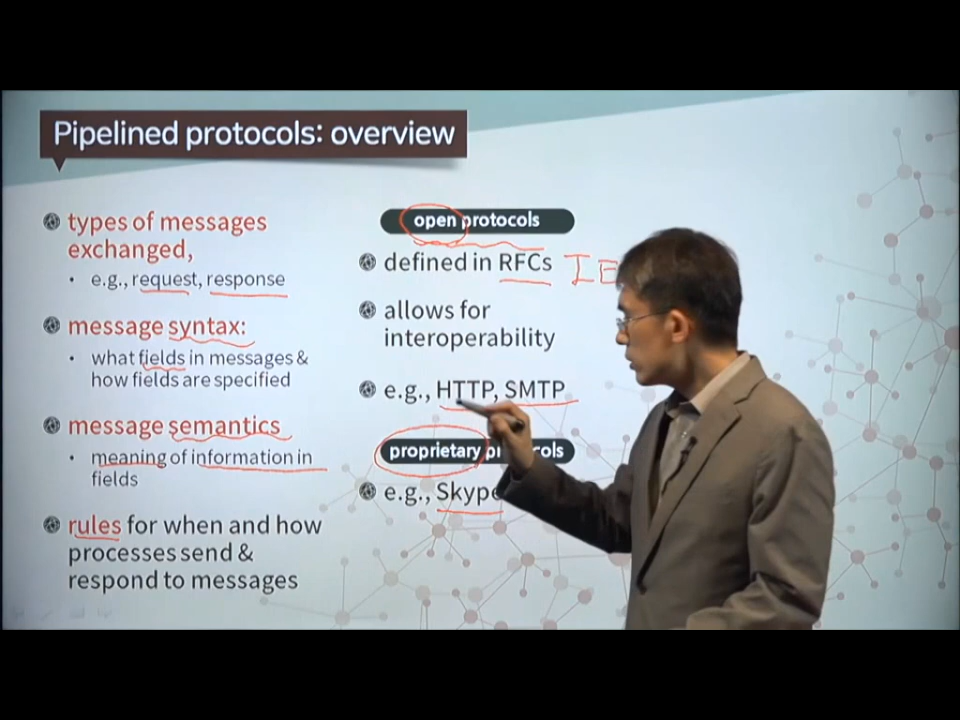 Pipelined protocols: overview
types of messages
exchanged,
• e.g., request, response
message syntax:
• what fields in messages &
how fields are specified
message semantics
• meaning of information in
fields
rules for when and how
processes send &
respond to messages
open protocols
defined in RFCs IE
allows for
interoperability
e.g., HTTP, SMTP
proprietary
e.g., Skype